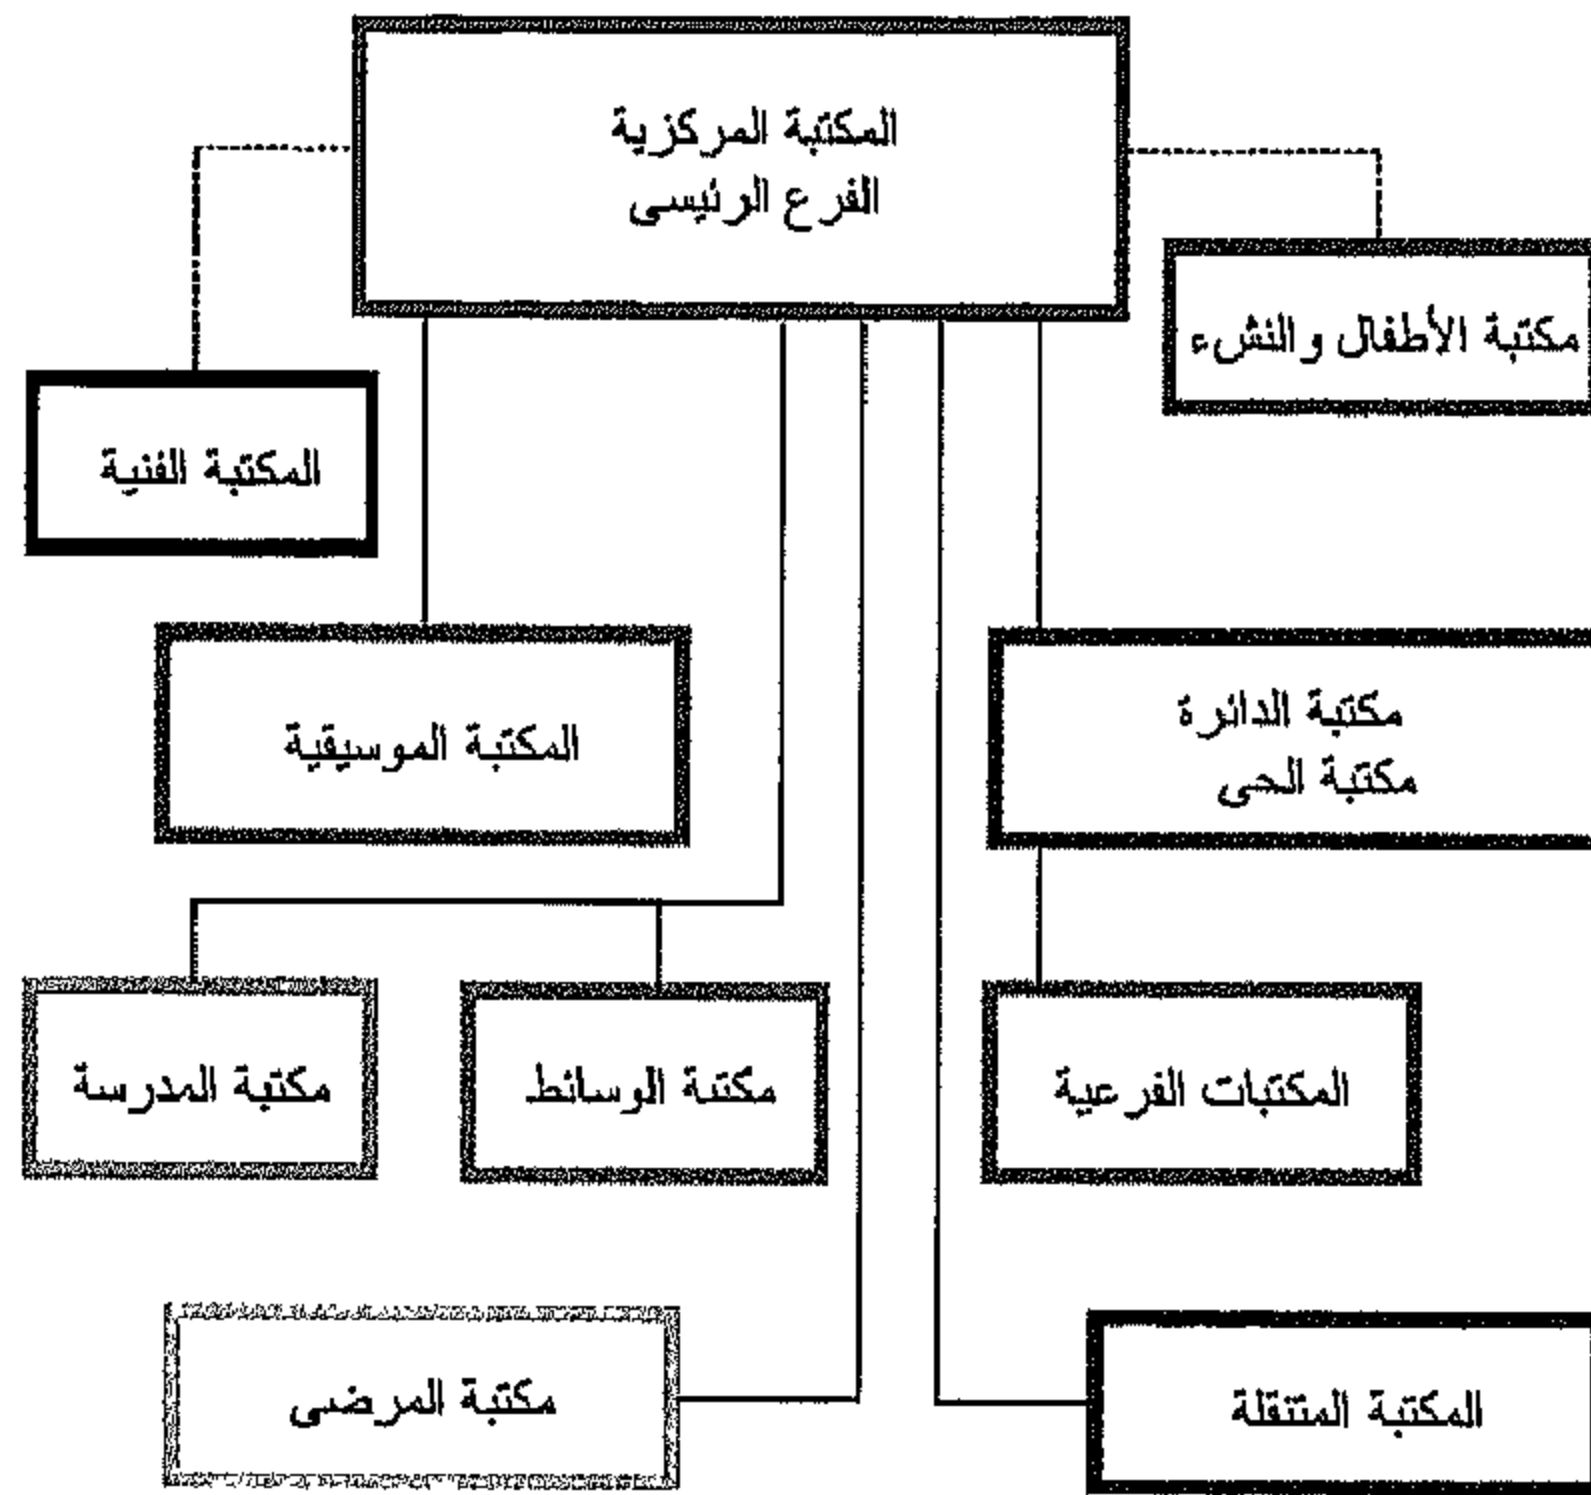 المكتبة المركزية
الفرع الرئيسى
مكتبة الأطفال والنشء
المكتبة الفنية
مكتبة الدائرة
مكتبة الحى
المكتبة الموسيقية
المكتبات الفرعية
مكتبة الوسائط
مكتبة المدرسة
المكتبة المتنقلة
مكتبة المرضى